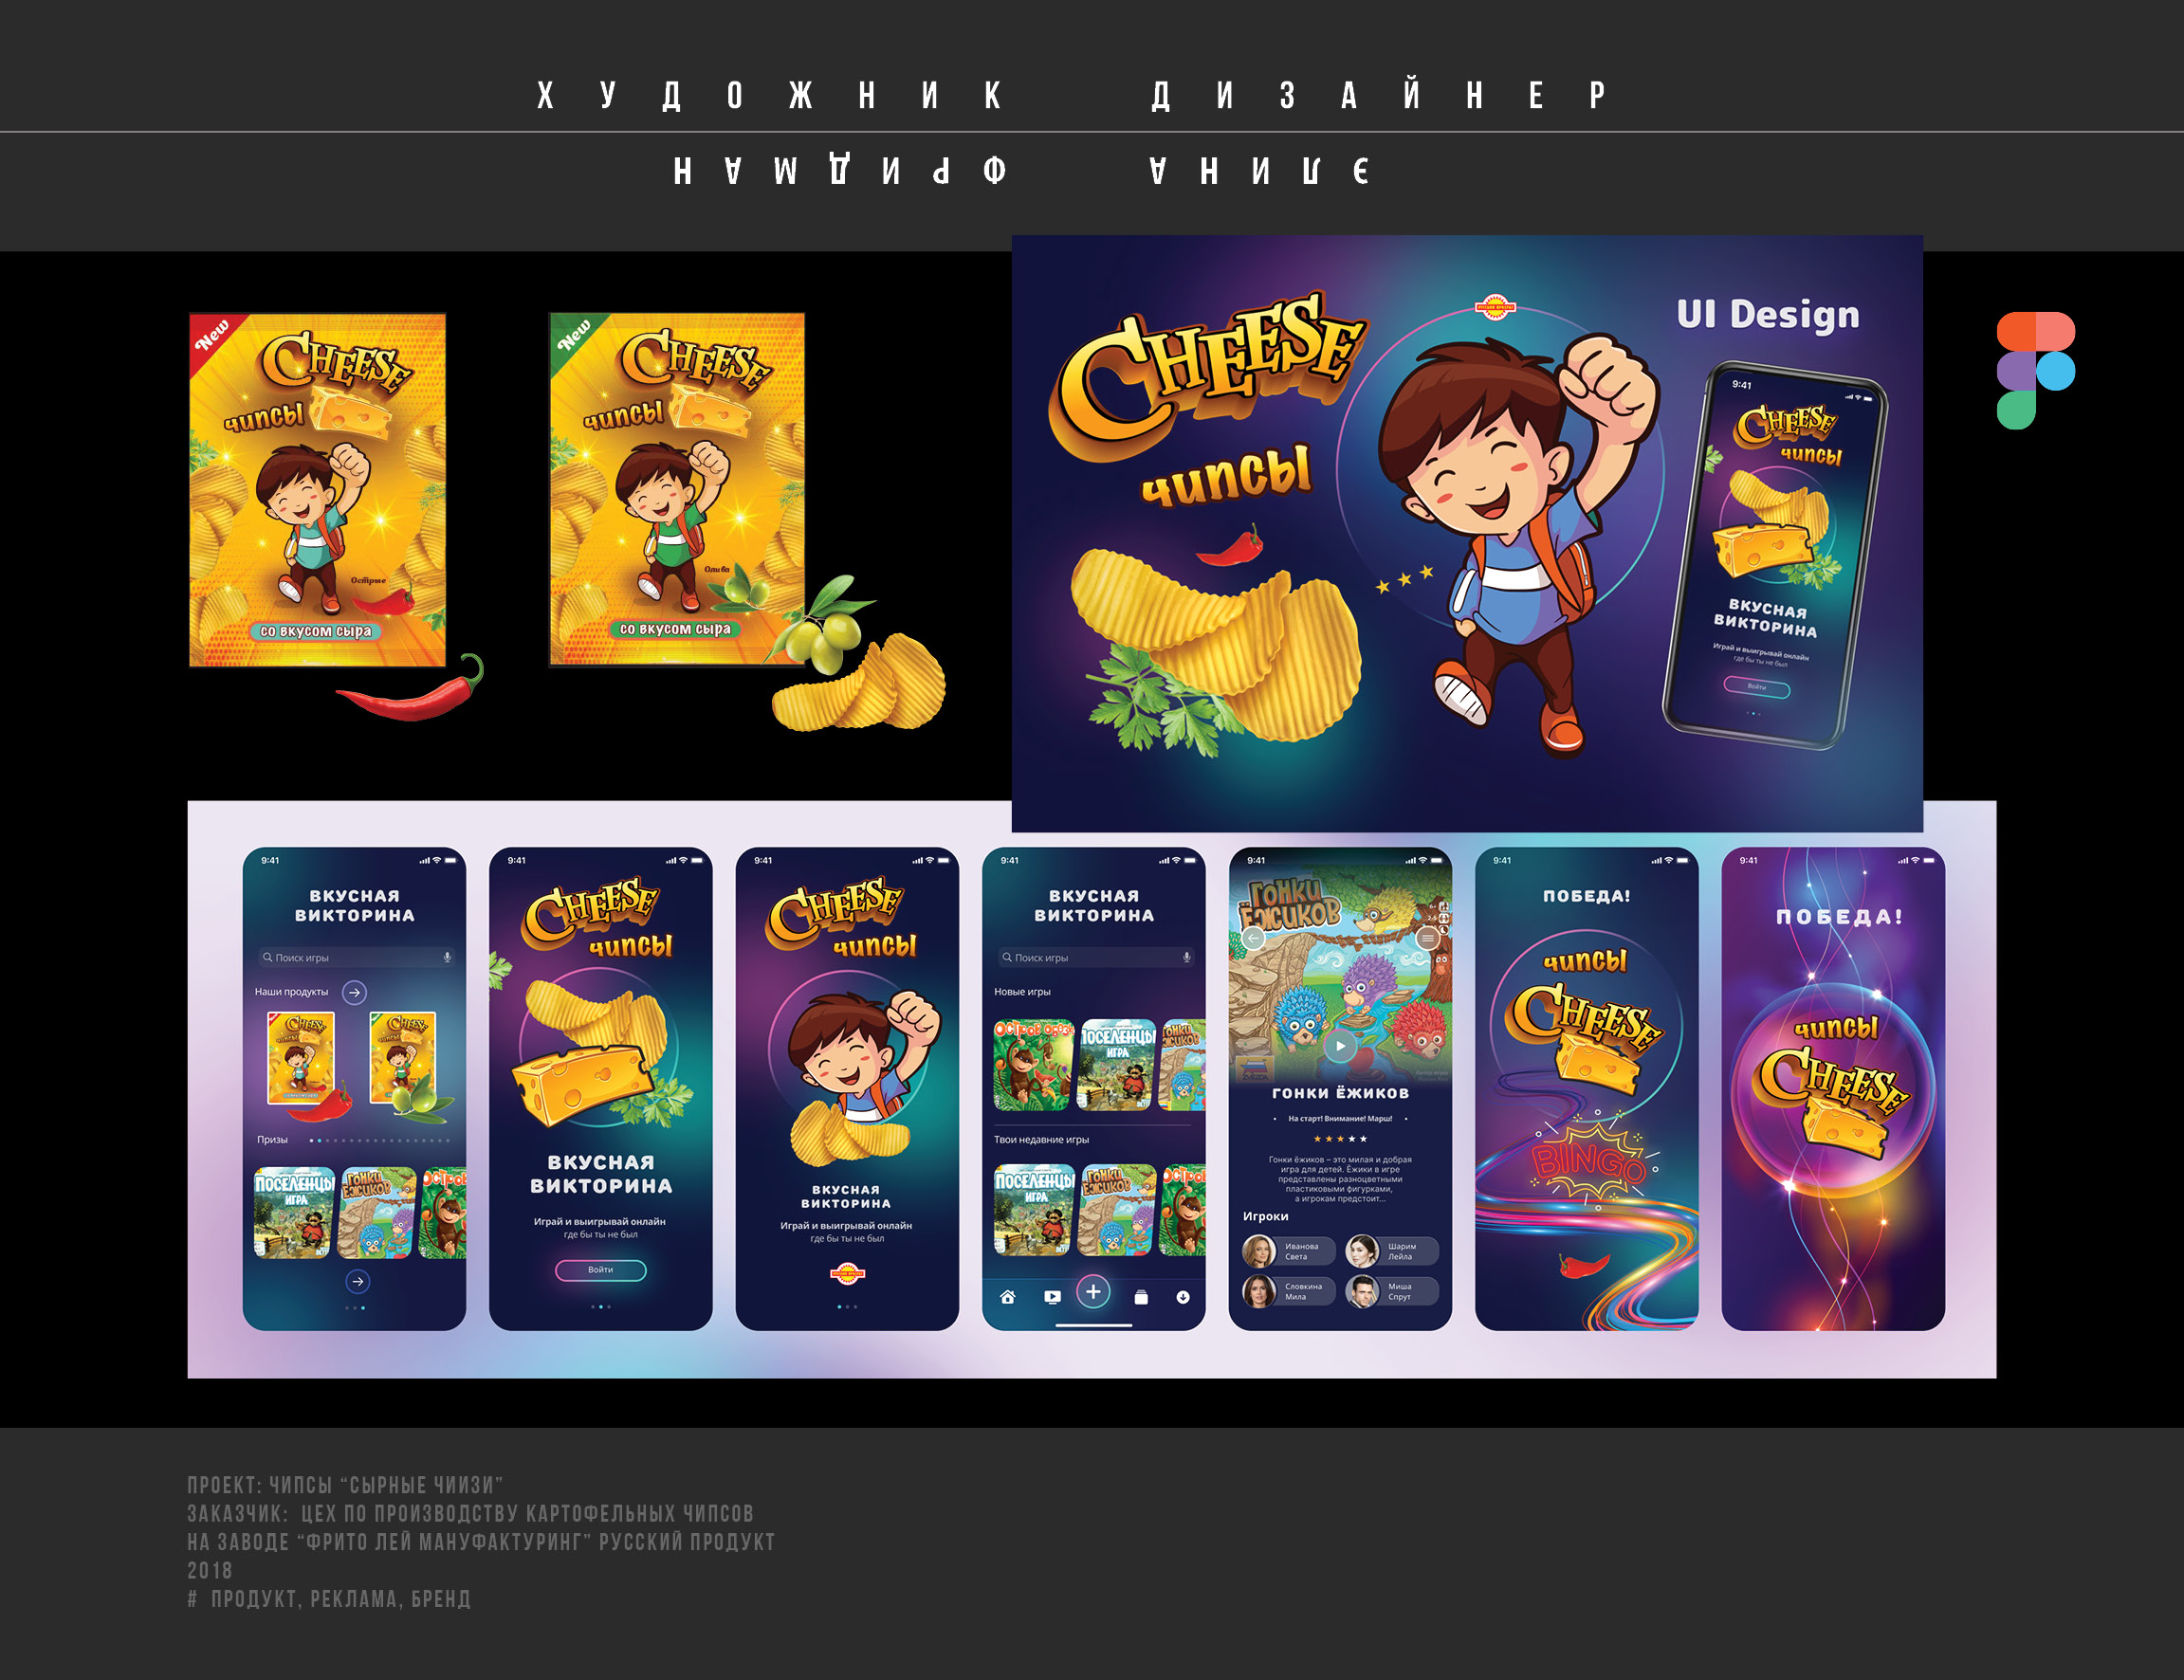 ХУДОЖНИК ДИЗАЙНЕР
ЭЛИНА ФРИДМАН
New
CHEESE
чипсы
Острые
со вкусом сыра
New
CHEESE
чипсы
Олива
со вкусом сыра
CHEESE
чипсы
UI Design
9:41
CHEESE
чипсы
ВКУСНАЯ
ВИКТОРИНА
Играй и выигрывай онлайн
где бы ты не был
Войти
9:41
ВКУСНАЯ
ВИКТОРИНА
Поиск игры
Наши продукты
CHEESE
CHEESE
Призы
ПОСЕЛЕНЦЫ
ИГРА
ГОНКИ
ЁЖИКОВ
9:41
CHEESE
чипсы
ВКУСНАЯ
ВИКТОРИНА
Играй и выигрывай онлайн
где бы ты не был
Войти
9:41
CHEESE
чипсы
ВКУСНАЯ
ВИКТОРИНА
Играй и выигрывай онлайн
где бы ты не был
9:41
ВКУСНАЯ
ВИКТОРИНА
Поиск игры
Новые игры
ПОСЕЛЕНЦЫ
ИГРА
ГОНКИ
ЁЖИКОВ
Твои недавние игры
ПОСЕЛЕНЦЫ
ИГРА
ГОНКИ
ЁЖИКОВ
9:41
ГОНКИ
ЁЖИКОВ
ZVEZDA
ГОНКИ ЁЖИКОВ
• На старт! Внимание! Марш! •
Гонки ёжиков – это милая и добрая
игра для детей. Ёжики в игре
представлены разноцветными
пластиковыми фигурками,
а игрокам предстоит...
Игроки
Иванова
Света
Шарим
Лейла
Словкина
Мила
Миша
Спрут
9:41
ПОБЕДА!
чипсы
CHEESE
BINGO
9:41
ПОБЕДА!
чипсы
CHEESE
ПРОЕКТ: ЧИПСЫ “СЫРНЫЕ ЧИИЗИ”
ЗАКАЗЧИК: ЦЕХ ПО ПРОИЗВОДСТВУ КАРТОФЕЛЬНЫХ ЧИПСОВ
НА ЗАВОДЕ “ФРИТО ЛЕЙ МАНУФАКТУРИНГ” РУССКИЙ ПРОДУКТ
2018
# ПРОДУКТ, РЕКЛАМА, БРЕНД